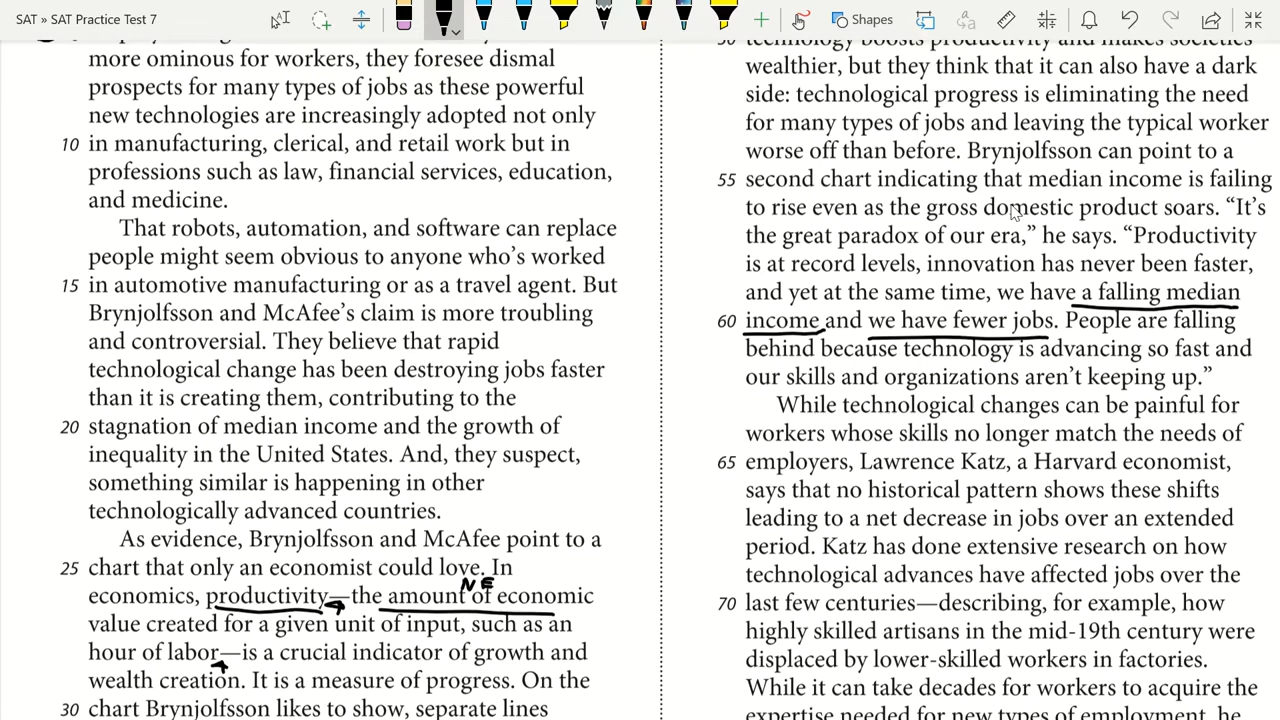 SAT » SAT Practice Test 7
Shapes
more ominous for workers, they foresee dismal
prospects for many types of jobs as these powerful
new technologies are increasingly adopted not only
10 in manufacturing, clerical, and retail work but in
professions such as law, financial services, education,
and medicine.
That robots, automation, and software can replace
people might seem obvious to anyone who's worked
15 in automotive manufacturing or as a travel agent. But
Brynjolfsson and McAfee's claim is more troubling
and controversial. They believe that rapid
technological change has been destroying jobs faster
than it is creating them, contributing to the
20 stagnation of median income and the growth of
inequality in the United States. And, they suspect,
something similar is happening in other
technologically advanced countries.
As evidence, Brynjolfsson and McAfee point to a
25 chart that only an economist could love. In
NE
economics, productivity—the amount of economic
value created for a given unit of input, such as an
hour of labor—is a crucial indicator of growth and
wealth creation. It is a measure of progress. On the
30 chart Brynjolfsson likes to show, separate lines
50 technology boosts productivity and makes societies
wealthier, but they think that it can also have a dark
side: technological progress is eliminating the need
for many types of jobs and leaving the typical worker
worse off than before. Brynjolfsson can point to a
55 second chart indicating that median income is failing
to rise even as the gross domestic product soars. “It's
the great paradox of our era,” he says. “Productivity
is at record levels, innovation has never been faster,
and yet at the same time, we have a falling median
60 income and we have fewer jobs. People are falling
behind because technology is advancing so fast and
our skills and organizations aren't keeping up.”
While technological changes can be painful for
workers whose skills no longer match the needs of
65 employers, Lawrence Katz, a Harvard economist,
says that no historical pattern shows these shifts
leading to a net decrease in jobs over an extended
period. Katz has done extensive research on how
technological advances have affected jobs over the
70 last few centuries—describing, for example, how
highly skilled artisans in the mid-19th century were
displaced by lower-skilled workers in factories.
While it can take decades for workers to acquire the
expertise needed for new types of employment, he